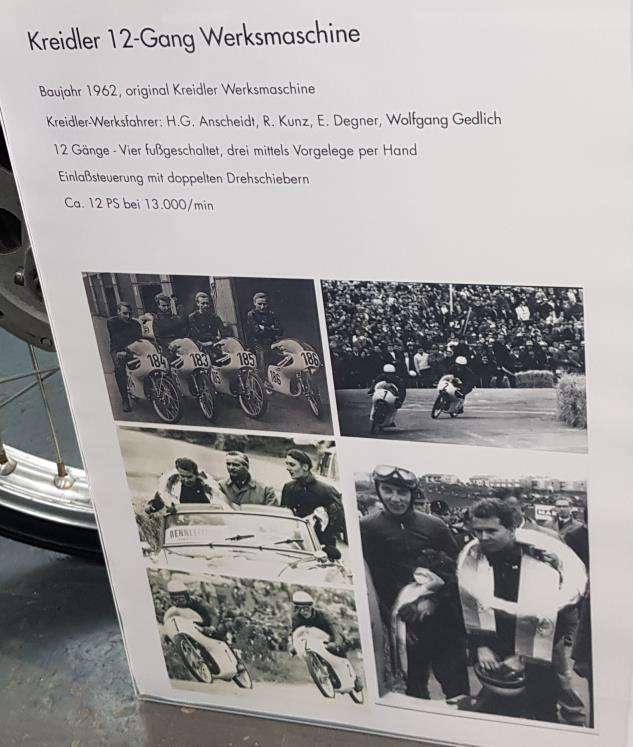 Kreidler 12-Gang Werksmaschine
Baujahr 1962, original Kreidler Werksmaschine
Kreidler-Werksfahrer: H.G. Anscheidt, R. Kunz, E. Degner, Wolfgang Gedlich
12 Gänge - Vier fußgeschaltet, drei mittels Vorgelege per Hand
Einlaßsteuerung mit doppelten Drehschiebern
Ca. 12 PS bei 13.000/min
184 183 185 186